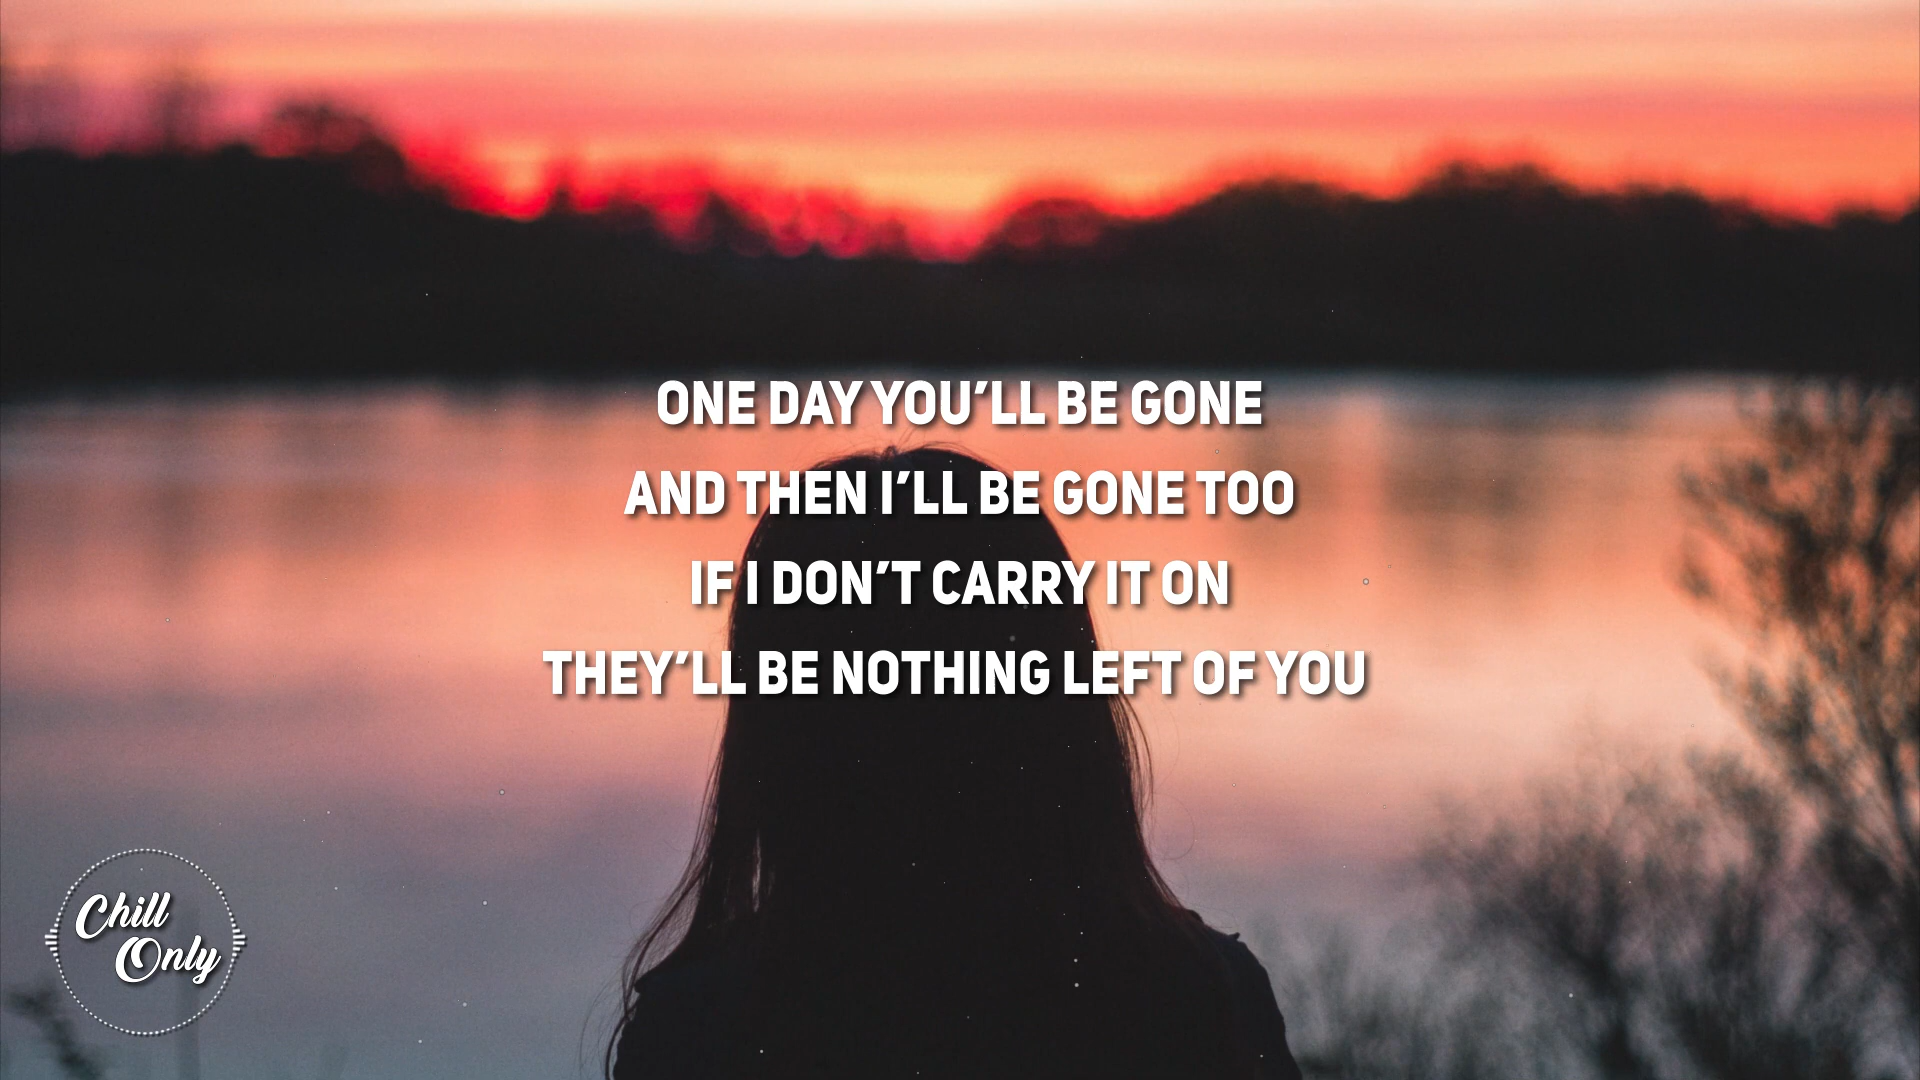 ONE DAY YOU’LL BE GONE
AND THEN I’LL BE GONE TOO
IF I DON’T CARRY IT ON
THEY’LL BE NOTHING LEFT OF YOU
Chill
Only